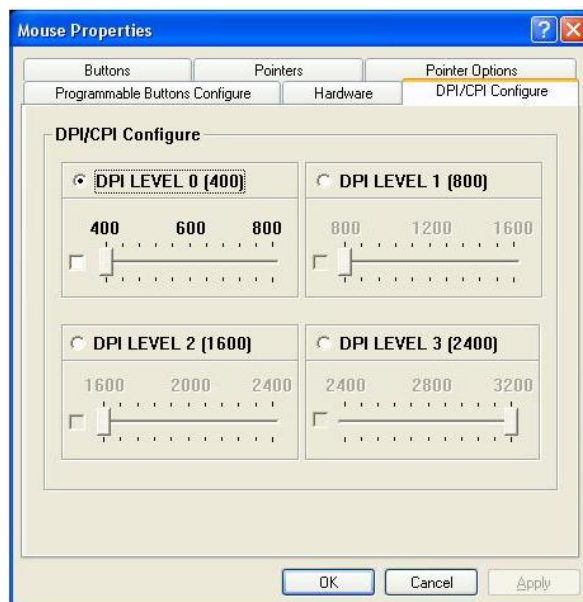 Mouse Properties
Buttons Pointers Pointer Options
Programmable Buttons Configure Hardware DPI/CPI Configure
DPI/CPI Configure
DPI LEVEL 0 (400) DPI LEVEL 1 (800)
400 600 800 800 1200 1600
DPI LEVEL 2 (1600) DPI LEVEL 3 (2400)
1600 2000 2400 2400 2800 3200
OK Cancel Apply